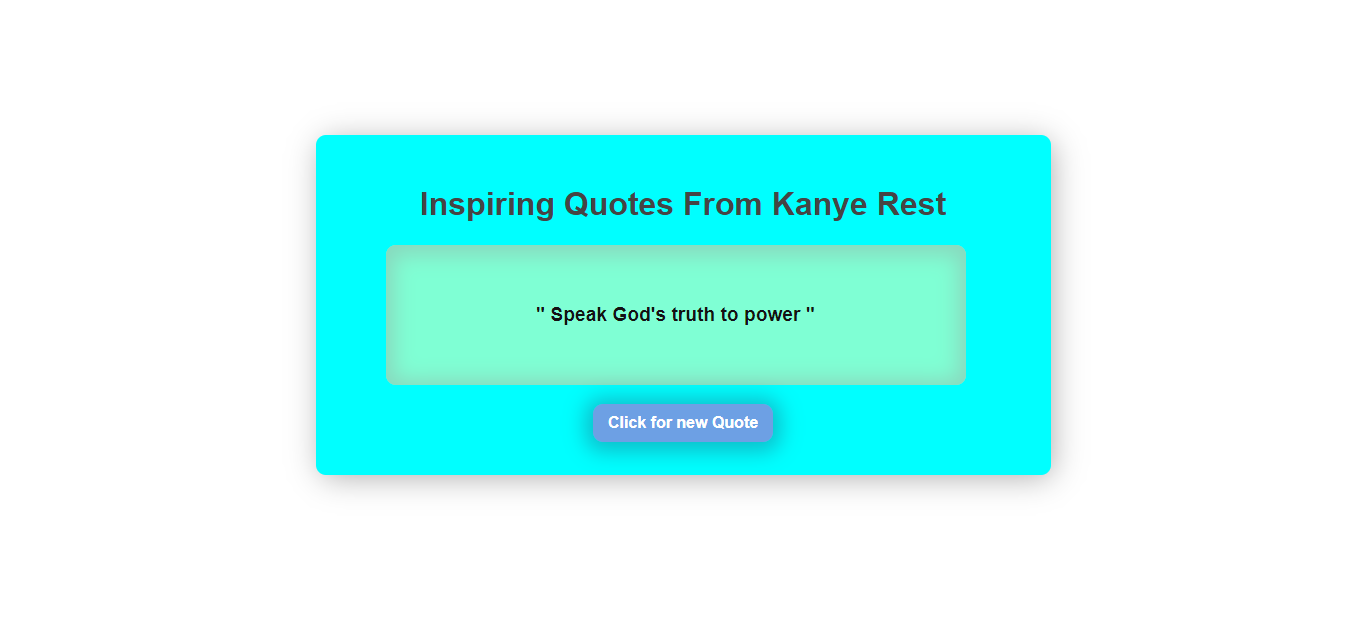 Inspiring Quotes From Kanye Rest
" Speak God's truth to power "
Click for new Quote